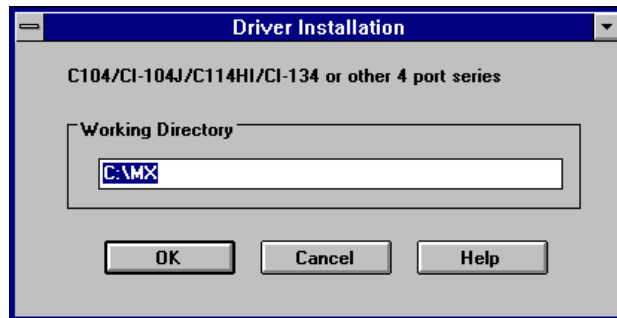 Driver Installation
C104/CI-104J/C114HI/CI-134 or other 4 port series
Working Directory
C:\MX
OK Cancel Help